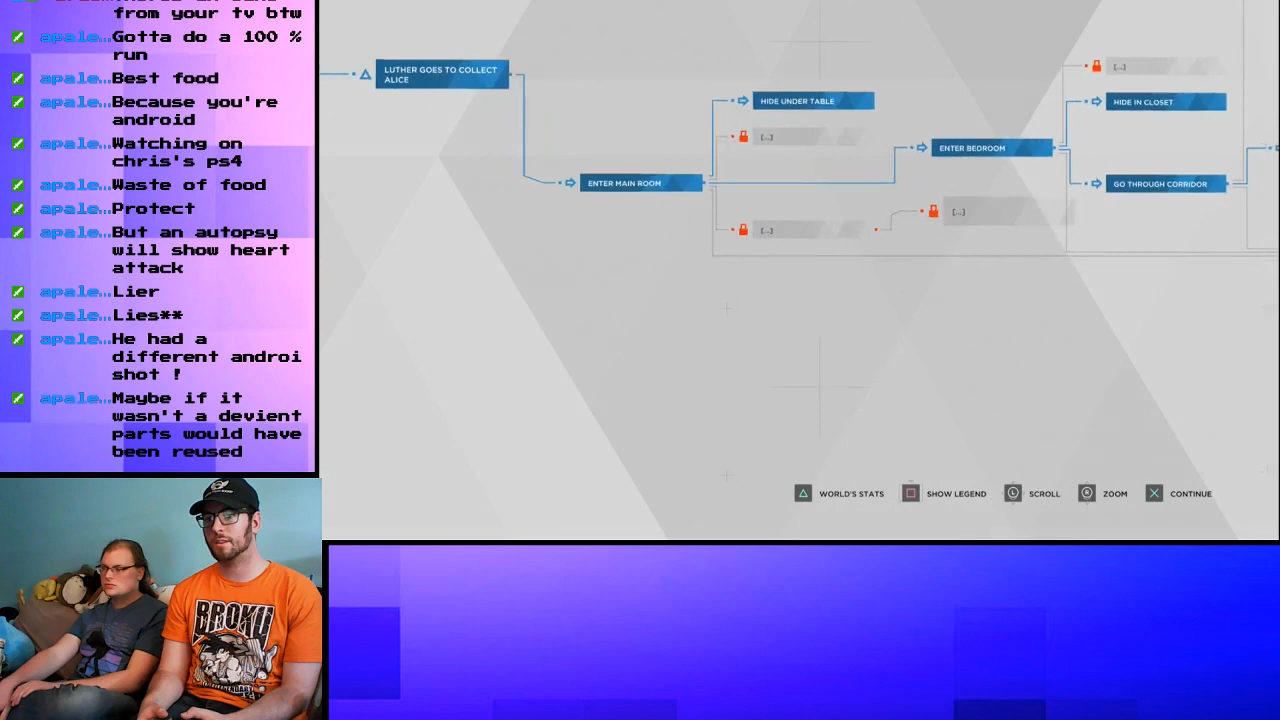 from your tv btw
apale...Gotta do a 100 %
run
apale...Best food
apale...Because you're
android
apale...Watching on
chris's ps4
apale...Waste of food
apale...Protect
apale...But an autopsy
will show heart
attack
apale...Lier
apale...Lies**
apale...He had a
different androi
shot !
apale...Maybe if it
wasn't a devient
parts would have
been reused
LUTHER GOES TO COLLECT
ALICE
ENTER MAIN ROOM
HIDE UNDER TABLE
[...]
[...]
ENTER BEDROOM
[...]
[...]
HIDE IN CLOSET
GO THROUGH CORRIDOR
WORLD'S STATS
SHOW LEGEND
L
SCROLL
R
ZOOM
CONTINUE
BROKU